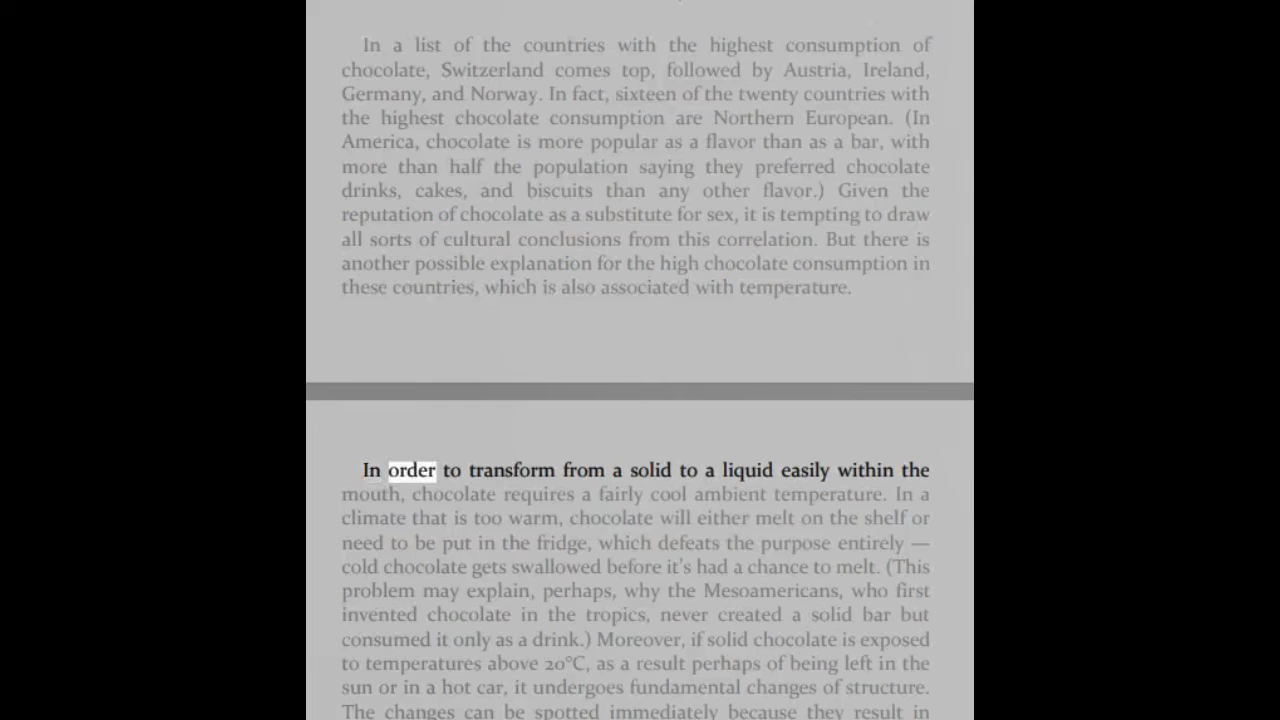 In a list of the countries with the highest consumption of
chocolate, Switzerland comes top, followed by Austria, Ireland,
Germany, and Norway. In fact, sixteen of the twenty countries with
the highest chocolate consumption are Northern European. (In
America, chocolate is more popular as a flavor than as a bar, with
more than half the population saying they preferred chocolate
drinks, cakes, and biscuits than any other flavor.) Given the
reputation of chocolate as a substitute for sex, it is tempting to draw
all sorts of cultural conclusions from this correlation. But there is
another possible explanation for the high chocolate consumption in
these countries, which is also associated with temperature.
In order to transform from a solid to a liquid easily within the
mouth, chocolate requires a fairly cool ambient temperature. In a
climate that is too warm, chocolate will either melt on the shelf or
need to be put in the fridge, which defeats the purpose entirely —
cold chocolate gets swallowed before it's had a chance to melt. (This
problem may explain, perhaps, why the Mesoamericans, who first
invented chocolate in the tropics, never created a solid bar but
consumed it only as a drink.) Moreover, if solid chocolate is exposed
to temperatures above 20°C, as a result perhaps of being left in the
sun or in a hot car, it undergoes fundamental changes of structure.
The changes can be spotted immediately because they result in